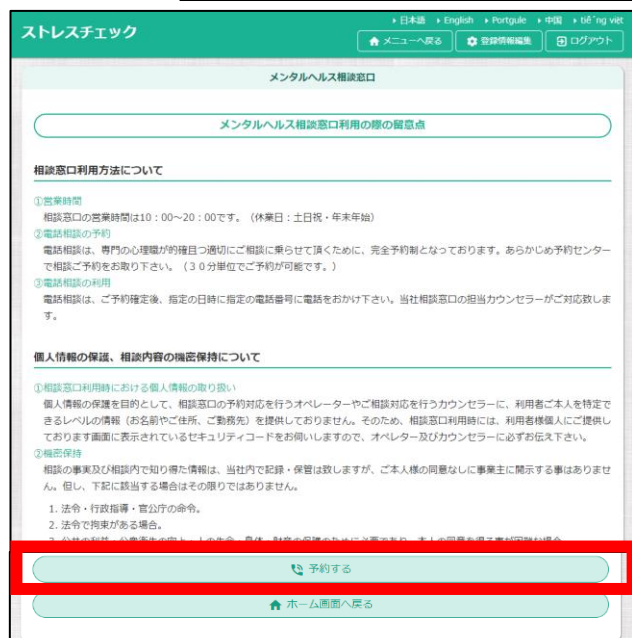 ストレスチェック
日本語 English Portgule 中国 tiế´ng việt
メニューへ戻る 登録情報編集 ログアウト
メンタルヘルス相談窓口
メンタルヘルス相談窓口利用の際の留意点
相談窓口利用方法について
①営業時間
相談窓口の営業時間は10：00～20：00です。（休業日：土日祝・年末年始）
②電話相談の予約
電話相談は、専門の心理職が的確且つ適切にご相談に乗らせて頂くために、完全予約制となっております。あらかじめ予約センター
で相談ご予約をお取り下さい。（３０分単位でご予約が可能です。）
③電話相談の利用
電話相談は、ご予約確定後、指定の日時に指定の電話番号に電話をおかけ下さい。当社相談窓口の担当カウンセラーがご対応致しま
す。
個人情報の保護、相談内容の機密保持について
①相談窓口利用時における個人情報の取り扱い
個人情報の保護を目的として、相談窓口の予約対応を行うオペレーターやご相談対応を行うカウンセラーに、利用者ご本人を特定で
きるレベルの情報（お名前やご住所、ご勤務先）を提供しておりません。そのため、相談窓口利用時には、利用者様個人にご提供し
ております画面に表示されているセキュリティコードをお伺いしますので、オペレター及びカウンセラーに必ずお伝え下さい。
②機密保持
相談の事実及び相談内で知り得た情報は、当社内で記録・保管は致しますが、ご本人様の同意なしに事業主に開示する事はありませ
ん。但し、下記に該当する場合はその限りではありません。
1. 法令・行政指導・官公庁の命令。
2. 法令で拘束がある場合。
予約する
ホーム画面へ戻る